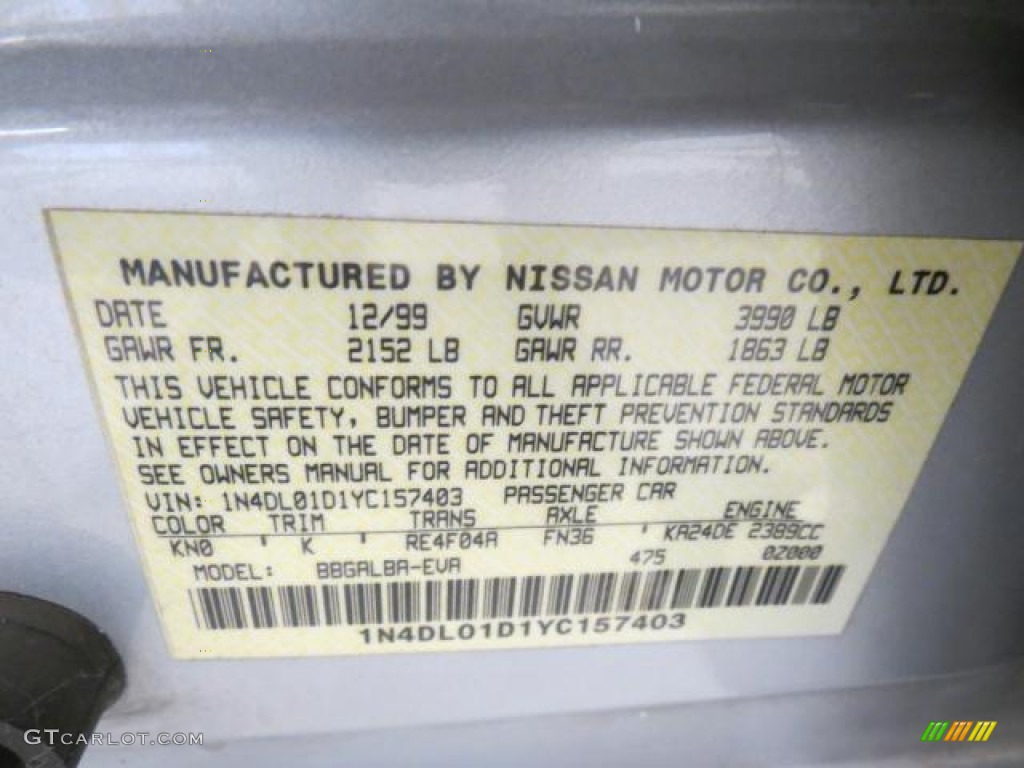 MANUFACTURED BY NISSAN MOTOR CO., LTD.
DATE 12/99 GVWR 3990 LB
GAWR FR. 2152 LB GAWR RR. 1863 LB
THIS VEHICLE CONFORMS TO ALL APPLICABLE FEDERAL MOTOR
VEHICLE SAFETY, BUMPER AND THEFT PREVENTION STANDARDS
IN EFFECT ON THE DATE OF MANUFACTURE SHOWN ABOVE.
SEE OWNERS MANUAL FOR ADDITIONAL INFORMATION.
VIN: 1N4DL01D1YC157403 PASSENGER CAR
COLOR TRIM TRANS AXLE ENGINE
KN0 ' K ' RE4F04A FN36 ' KA24DE 2389CC
MODEL: BBGALBA-EVA 475 0Z000
1N4DL01D1YC157403
GTCARLOT.COM